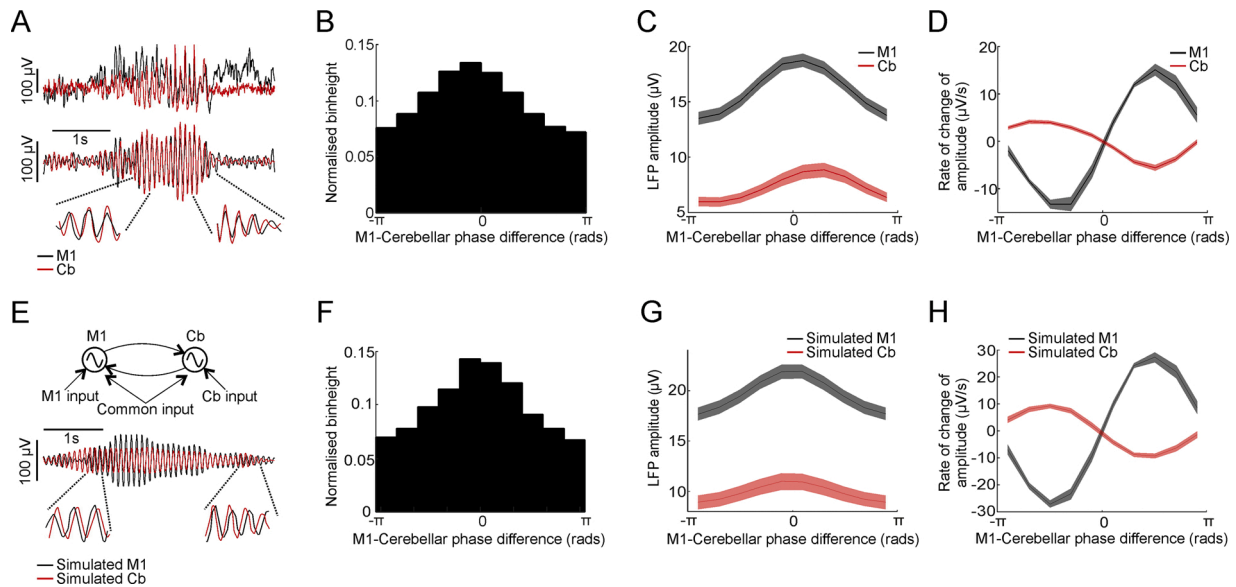 A
100 µV
1s
100 µV
M1
Cb
B
Normalised binheight
0.15
0.1
0.05
0
-π
0
π
M1-Cerebellar phase difference (rads)
C
M1
Cb
LFP amplitude (µV)
20
15
10
5
-π
0
π
M1-Cerebellar phase difference (rads)
D
M1
Cb
Rate of change of
amplitude (µV/s)
20
10
0
-10
-π
0
π
M1-Cerebellar phase difference (rads)
E
M1
Cb
M1 input
Cb input
Common input
1s
100 µV
Simulated M1
Simulated Cb
F
Normalised binheight
0.15
0.1
0.05
0
-π
0
π
M1-Cerebellar phase difference (rads)
G
Simulated M1
Simulated Cb
LFP amplitude (µV)
20
15
10
-π
0
π
M1-Cerebellar phase difference (rads)
H
Simulated M1
Simulated Cb
Rate of change of
amplitude (µV/s)
30
20
10
0
-10
-20
-30
-π
0
π
M1-Cerebellar phase difference (rads)